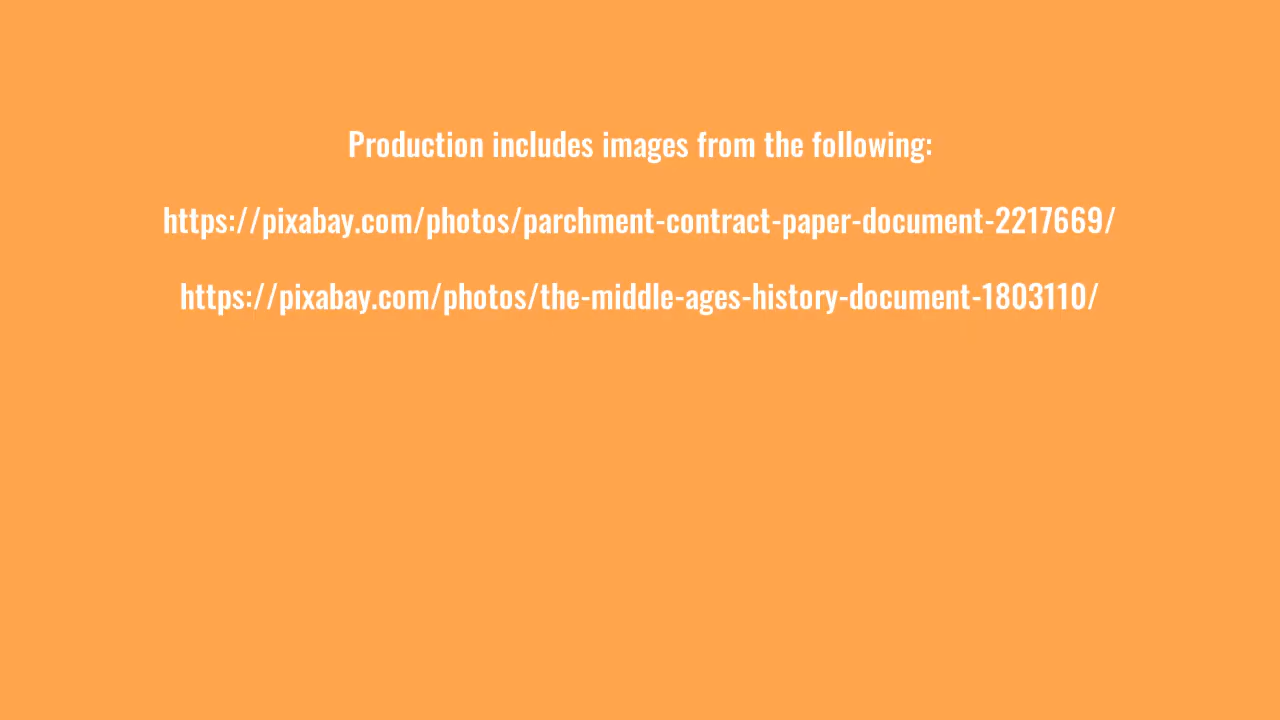 Production includes images from the following:
https://pixabay.com/photos/parchment-contract-paper-document-2217669/
https://pixabay.com/photos/the-middle-ages-history-document-1803110/